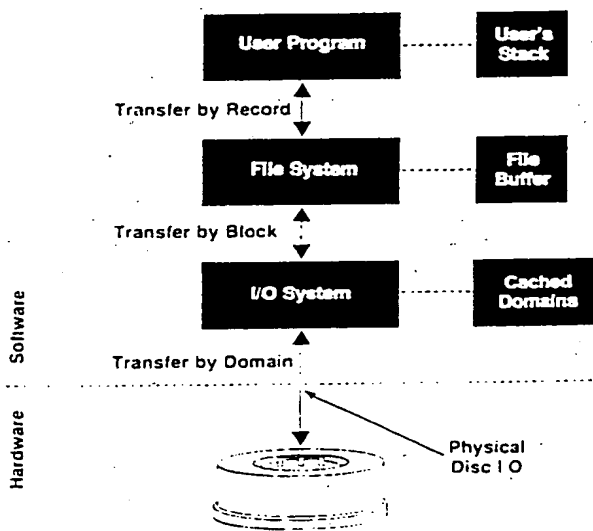 User Program
User's
Stack
Transfer by Record
File System
File
Buffer
Transfer by Block
I/O System
Cached
Domains
Software
Transfer by Domain
Hardware
Physical
Disc I O